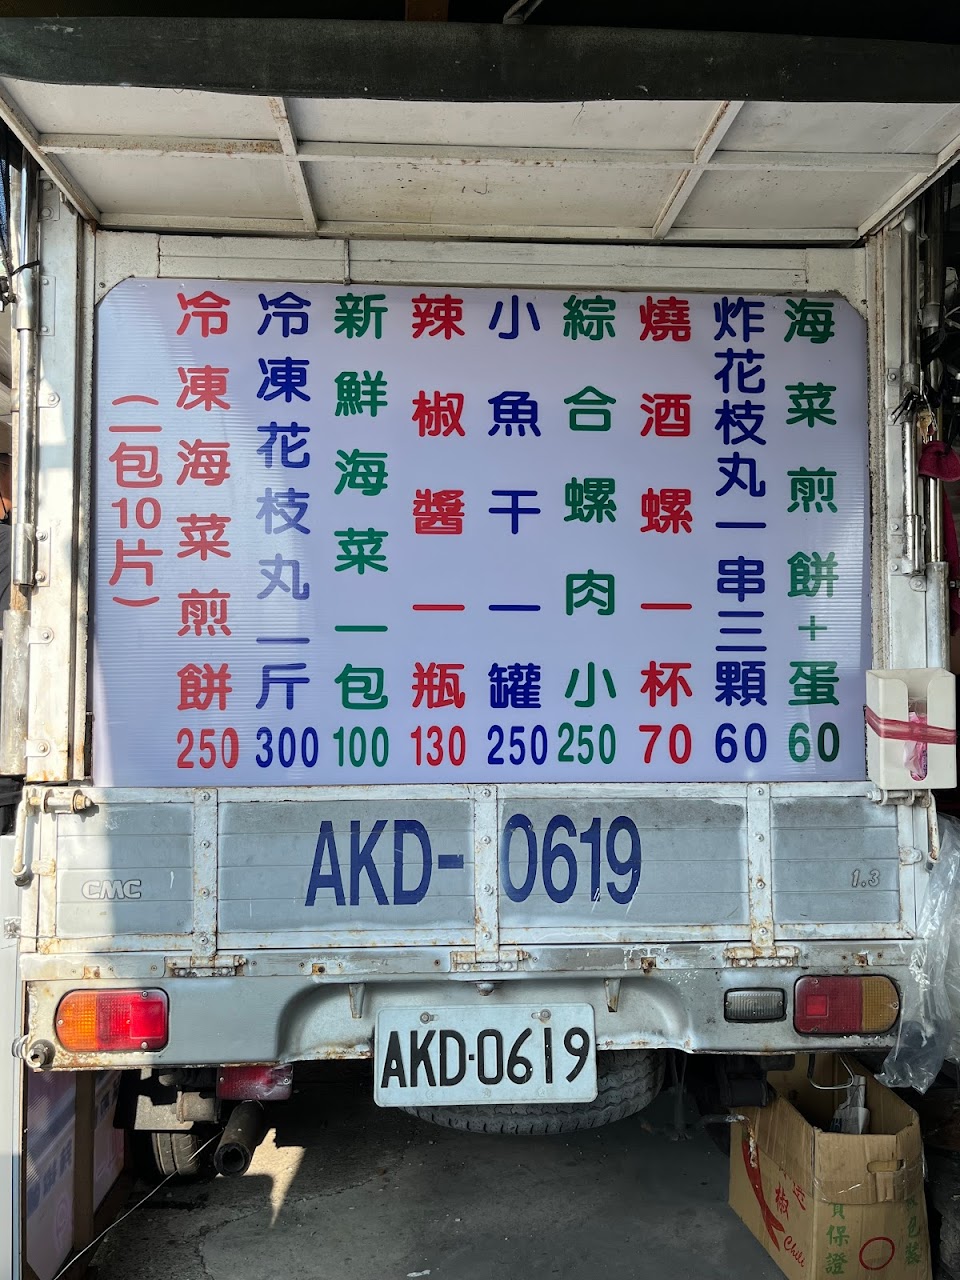 海菜煎餅+蛋60
炸花枝丸一串三顆60
燒酒螺一杯70
綜合螺肉小250
小魚干一罐250
辣椒醬一瓶130
新鮮海菜一包100
冷凍花枝丸一斤300
冷凍海菜煎餅250
(一包10片)
AKD-0619
CMC
1.3
AKD-0619
椒
Chili
保證